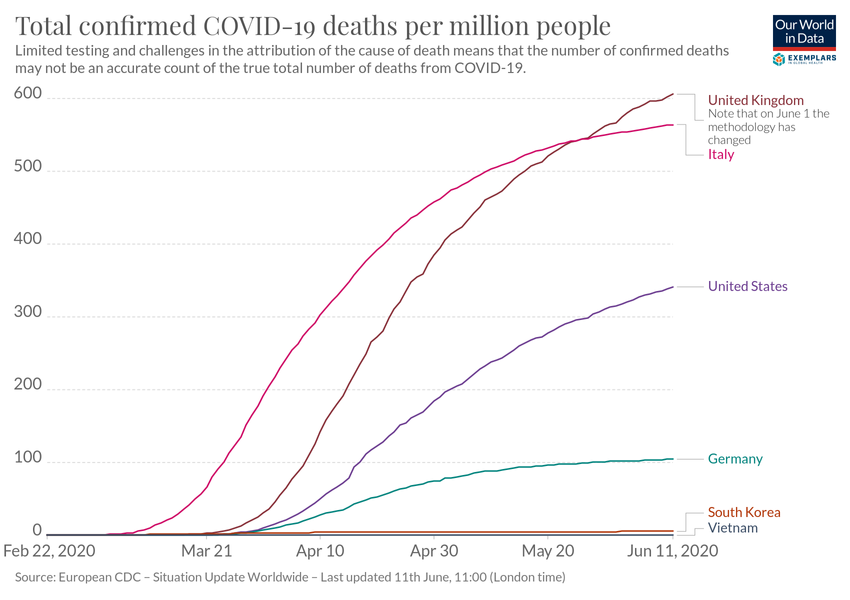 Total confirmed COVID-19 deaths per million people
Our World
in Data
Limited testing and challenges in the attribution of the cause of death means that the number of confirmed deaths
may not be an accurate count of the true total number of deaths from COVID-19.
EXEMPLARS
IN GLOBAL HEALTH
600
500
400
300
200
100
0
United Kingdom
Note that on June 1 the
methodology has
changed
Italy
United States
Germany
South Korea
Vietnam
Feb 22, 2020
Mar 21
Apr 10
Apr 30
May 20
Jun 11, 2020
Source: European CDC – Situation Update Worldwide – Last updated 11th June, 11:00 (London time)